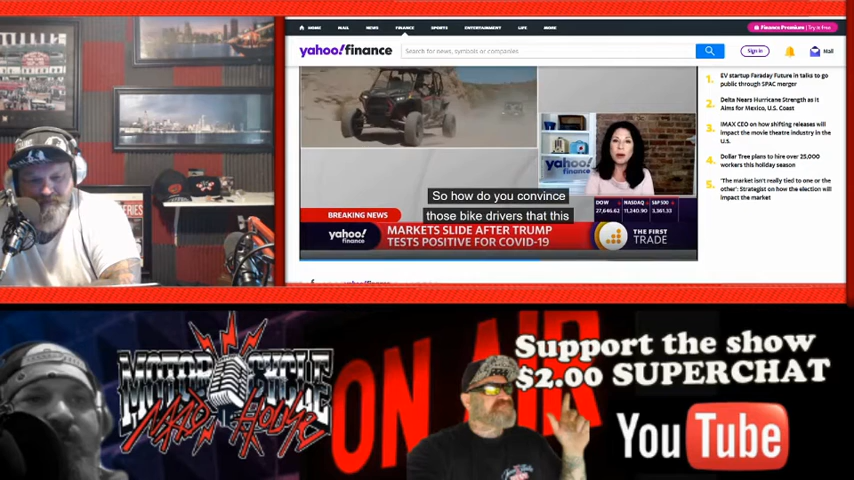 HOME MAIL NEWS FINANCE SPORTS ENTERTAINMENT LIFE MORE
Finance Premium | Try it free
yahoo!finance
Search for news, symbols or companies
Sign in
Mail
1. EV startup Faraday Future in talks to go
public through SPAC merger
2. Delta Nears Hurricane Strength as It
Aims for Mexico, U.S. Coast
3. IMAX CEO on how shifting releases will
impact the movie theatre industry in the
U.S.
4. Dollar Tree plans to hire over 25,000
workers this holiday season
5. 'The market isn't really tied to one or the
other': Strategist on how the election will
impact the market
yahoo!
finance
So how do you convince
those bike drivers that this
DOW NASDAQ S&P 500
27,646.62 11,240.90 3,361.33
BREAKING NEWS
yahoo!
finance
MARKETS SLIDE AFTER TRUMP
TESTS POSITIVE FOR COVID-19
THE FIRST
TRADE
MOTORCYCLE
MAD HOUSE
ON AIR
Support the show
$2.00 SUPERCHAT
YouTube